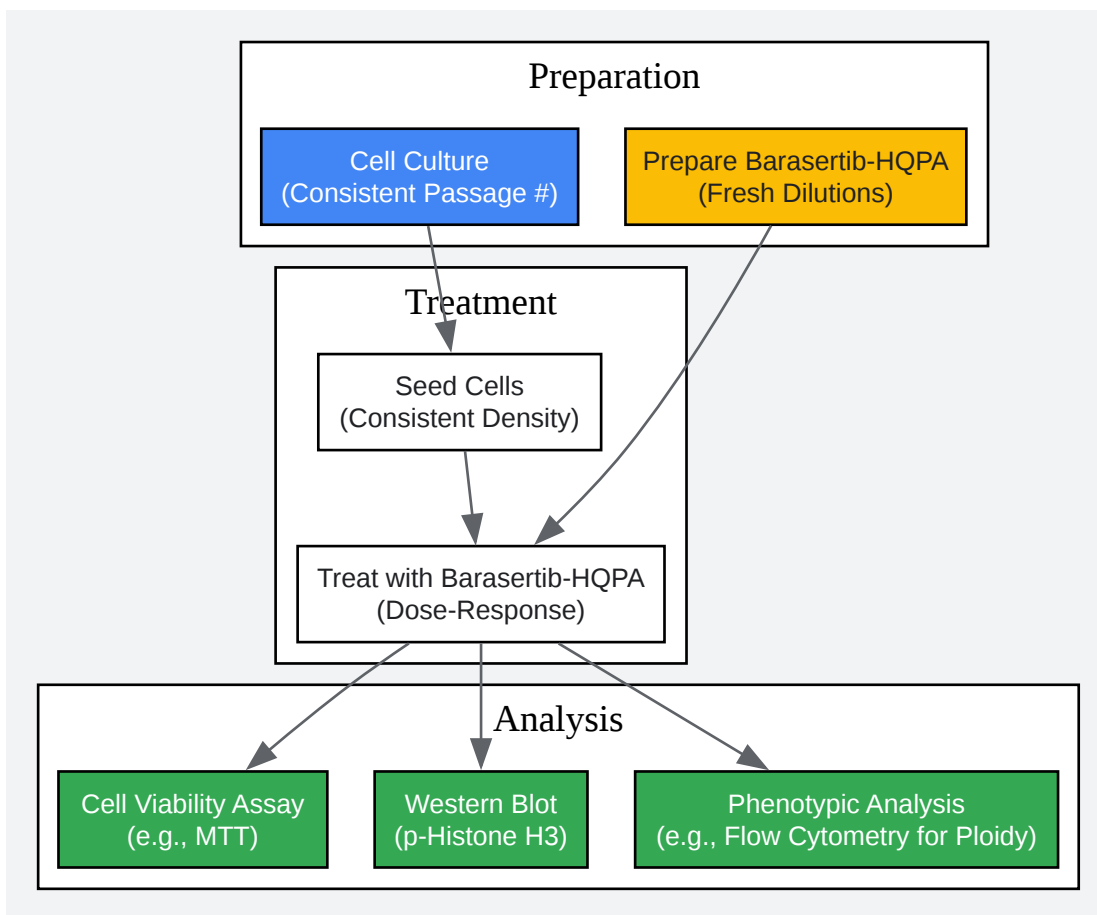 Preparation
Cell Culture
(Consistent Passage #)
Prepare Barasertib-HQPA
(Fresh Dilutions)
Treatment
Seed Cells
(Consistent Density)
Treat with Barasertib-HQPA
(Dose-Response)
Analysis
Cell Viability Assay
(e.g., MTT)
Western Blot
(p-Histone H3)
Phenotypic Analysis
(e.g., Flow Cytometry for Ploidy)